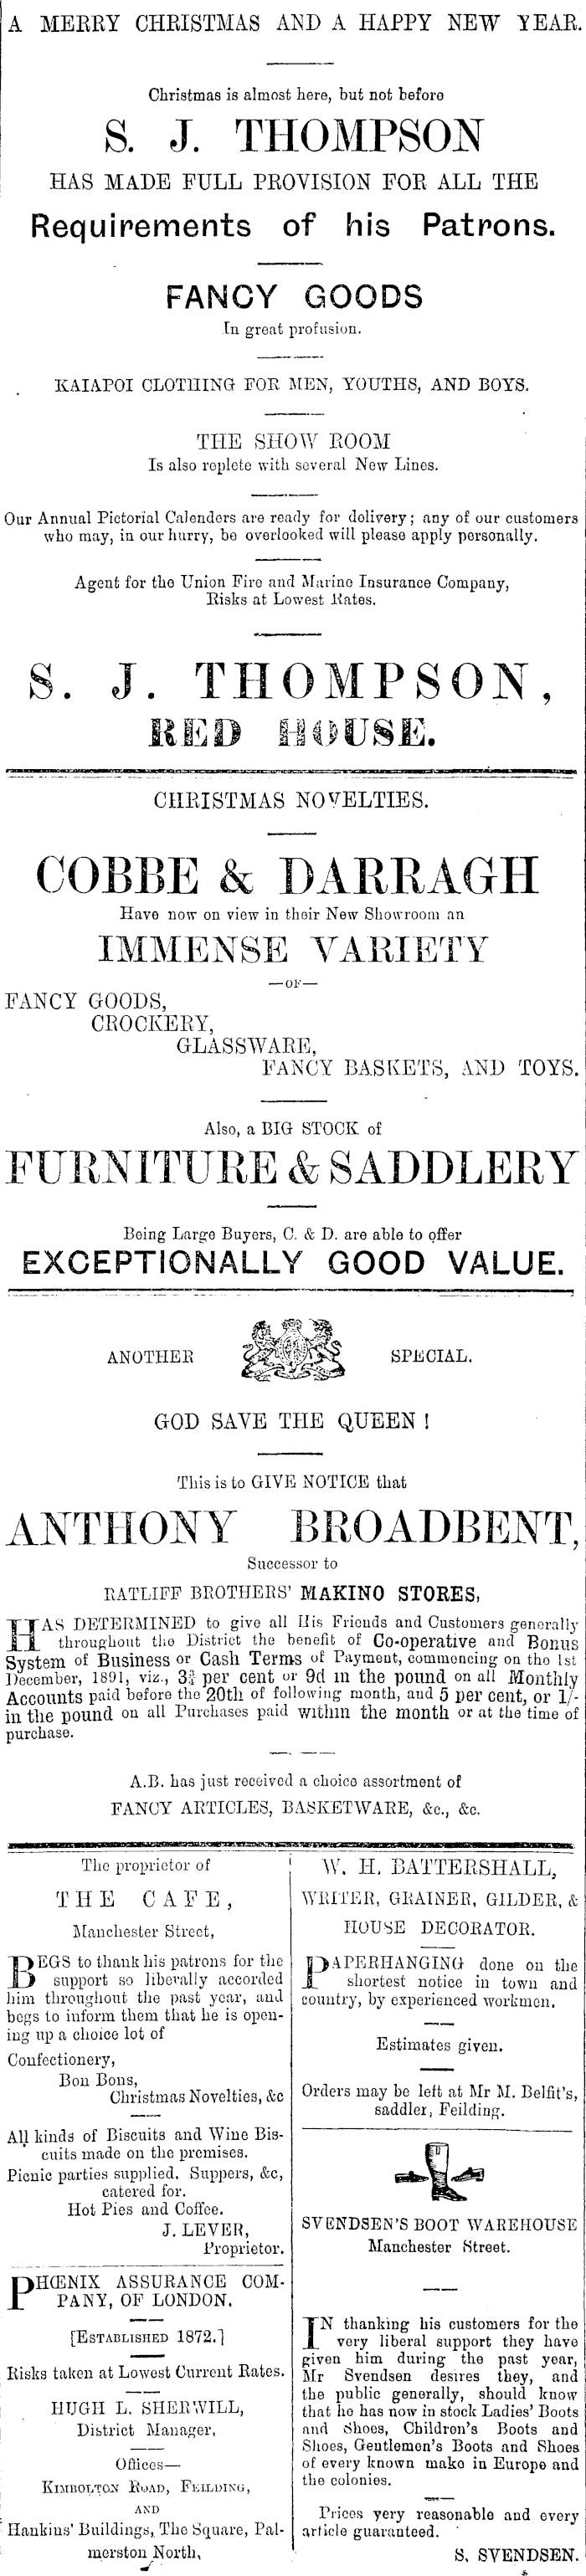 A MERRY CHRISTMAS AND A HAPPY NEW YEAR.
Christmas is almost here, but not before
S. J. THOMPSON
HAS MADE FULL PROVISION FOR ALL THE
Requirements of his Patrons.
FANCY GOODS
In great profusion.
KAIAPOI CLOTHING FOR MEN, YOUTHS, AND BOYS.
THE SHOW ROOM
Is also replete with several New Lines.
Our Annual Pictorial Calenders are ready for delivery; any of our customers
who may, in our hurry, be overlooked will please apply personally.
Agent for the Union Fire and Marine Insurance Company,
Risks at Lowest Rates.
S. J. THOMPSON,
RED HOUSE.
CHRISTMAS NOVELTIES.
COBBE & DARRAGH
Have now on view in their New Showroom an
IMMENSE VARIETY
—OF—
FANCY GOODS,
CROCKERY,
GLASSWARE,
FANCY BASKETS, AND TOYS.
Also, a BIG STOCK of
FURNITURE & SADDLERY
Being Large Buyers, C. & D. are able to offer
EXCEPTIONALLY GOOD VALUE.
ANOTHER SPECIAL.
GOD SAVE THE QUEEN !
This is to GIVE NOTICE that
ANTHONY BROADBENT,
Successor to
RATLIFF BROTHERS' MAKINO STORES,
HAS DETERMINED to give all His Friends and Customers generally
throughout the District the benefit of Co-operative and Bonus
System of Business or Cash Terms of Payment, commencing on the 1st
December, 1891, viz., 3¾ per cent or 9d in the pound on all Monthly
Accounts paid before the 20th of following month, and 5 per cent, or 1/-
in the pound on all Purchases paid within the month or at the time of
purchase.
A.B. has just received a choice assortment of
FANCY ARTICLES, BASKETWARE, &c., &c.
The proprietor of
THE CAFE,
Manchester Street,
BEGS to thank his patrons for the
support so liberally accorded
him throughout the past year, and
begs to inform them that he is open-
ing up a choice lot of
Confectionery,
Bon Bons,
Christmas Novelties, &c
All kinds of Biscuits and Wine Bis-
cuits made on the premises.
Picnic parties supplied. Suppers, &c,
catered for.
Hot Pies and Coffee.
J. LEVER,
Proprietor.
PHŒNIX ASSURANCE COM-
PANY, OF LONDON.
[ESTABLISHED 1872.]
Risks taken at Lowest Current Rates.
HUGH L. SHERWILL,
District Manager.
Offices—
KIMBOLTON ROAD, FEILDING,
AND
Hankins' Buildings, The Square, Pal-
merston North,
W. H. BATTERSHALL,
WRITER, GRAINER, GILDER, &
HOUSE DECORATOR.
PAPERHANGING done on the
shortest notice in town and
country, by experienced workmen.
Estimates given.
Orders may be left at Mr M. Belfit's,
saddler, Feilding.
SVENDSEN'S BOOT WAREHOUSE
Manchester Street.
IN thanking his customers for the
very liberal support they have
given him during the past year,
Mr Svendsen desires they, and
the public generally, should know
that he has now in stock Ladies' Boots
and Shoes, Children's Boots and
Shoes, Gentlemen's Boots and Shoes
of every known make in Europe and
the colonies.
Prices very reasonable and every
article guaranteed.
S. SVENDSEN.